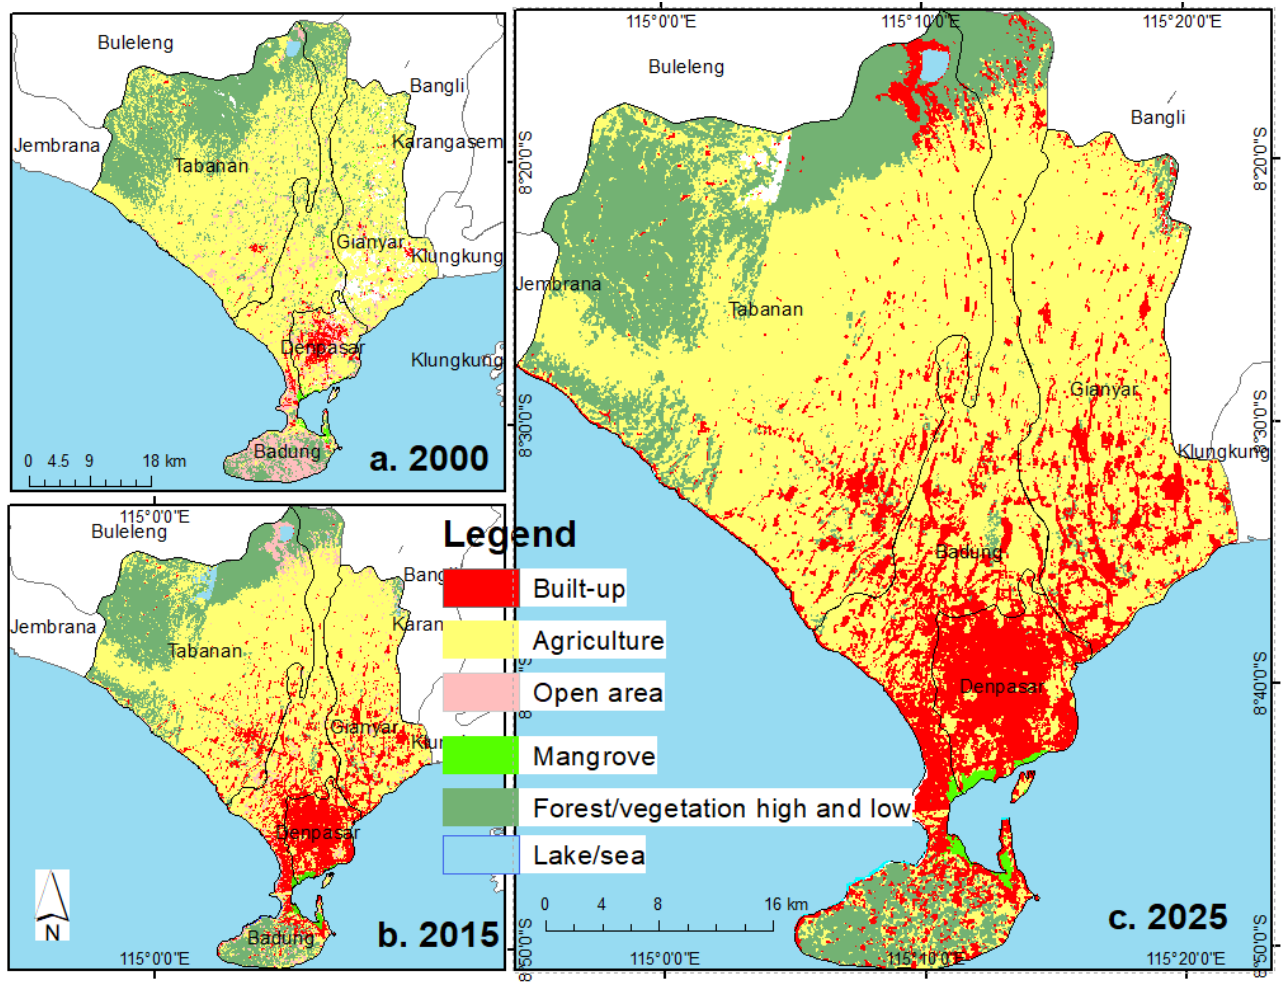 Buleleng
Bangli
Jembrana
Karangasem
Tabanan
Gianyar
Klungkung
Denpasar
Klungkung
Badung
0 4.5 9 18 km
a. 2000
115°0'0"E
Buleleng
Bangl
Jembrana
Karan
Tabanan
Gianyar
Klun
Denpasar
Badung
N
b. 2015
115°0'0"E
Legend
Built-up
Agriculture
Open area
Mangrove
Forest/vegetation high and low
Lake/sea
115°0'0"E 115°10'0"E 115°20'0"E
Buleleng
Bangli
8°20'0"S 8°20'0"S
Jembrana
Tabanan
Gianyar
8°30'0"S 8°30'0"S
Klungkung
Badung
Denpasar
8°40'0"S
0 4 8 16 km
c. 2025
8°50'0"S 8°50'0"S
115°0'0"E 115°10'0"E 115°20'0"E